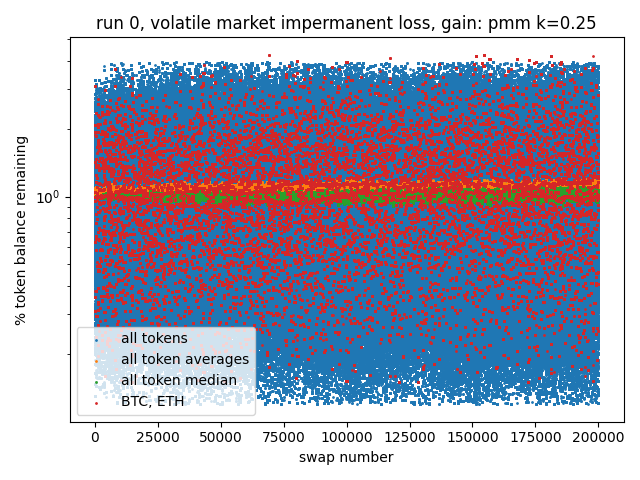 run 0, volatile market impermanent loss, gain: pmm k=0.25
% token balance remaining
10⁰
all tokens
all token averages
all token median
BTC, ETH
0 25000 50000 75000 100000 125000 150000 175000 200000
swap number